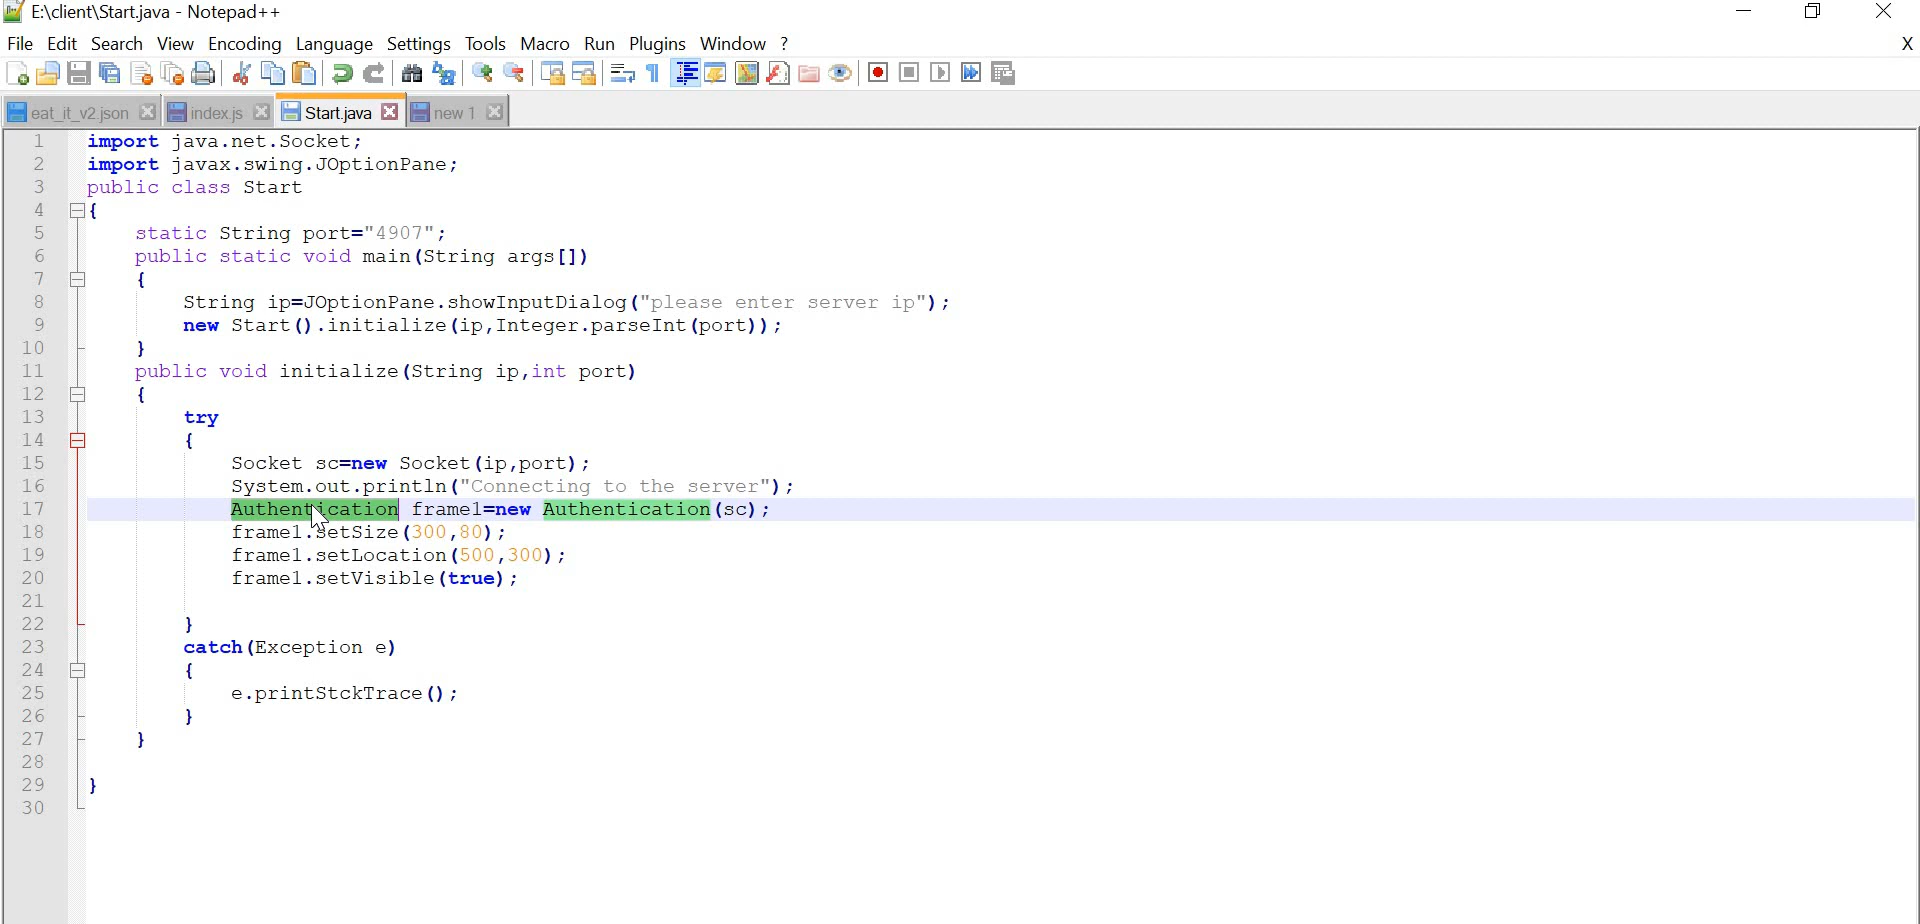 E:\client\Start.java - Notepad++
File Edit Search View Encoding Language Settings Tools Macro Run Plugins Window ? X
eat_it_v2.json index.js Start.java new 1
1 import java.net.Socket;
2 import javax.swing.JOptionPane;
3 public class Start
4 {
5 static String port="4907";
6 public static void main(String args[])
7 {
8 String ip=JOptionPane.showInputDialog("please enter server ip");
9 new Start().initialize(ip,Integer.parseInt(port));
10 }
11 public void initialize(String ip,int port)
12 {
13 try
14 {
15 Socket sc=new Socket(ip,port);
16 System.out.println("Connecting to the server");
17 Authentication frame1=new Authentication(sc);
18 frame1.setSize(300,80);
19 frame1.setLocation(500,300);
20 frame1.setVisible(true);
21
22 }
23 catch(Exception e)
24 {
25 e.printStckTrace();
26 }
27 }
28
29 }
30